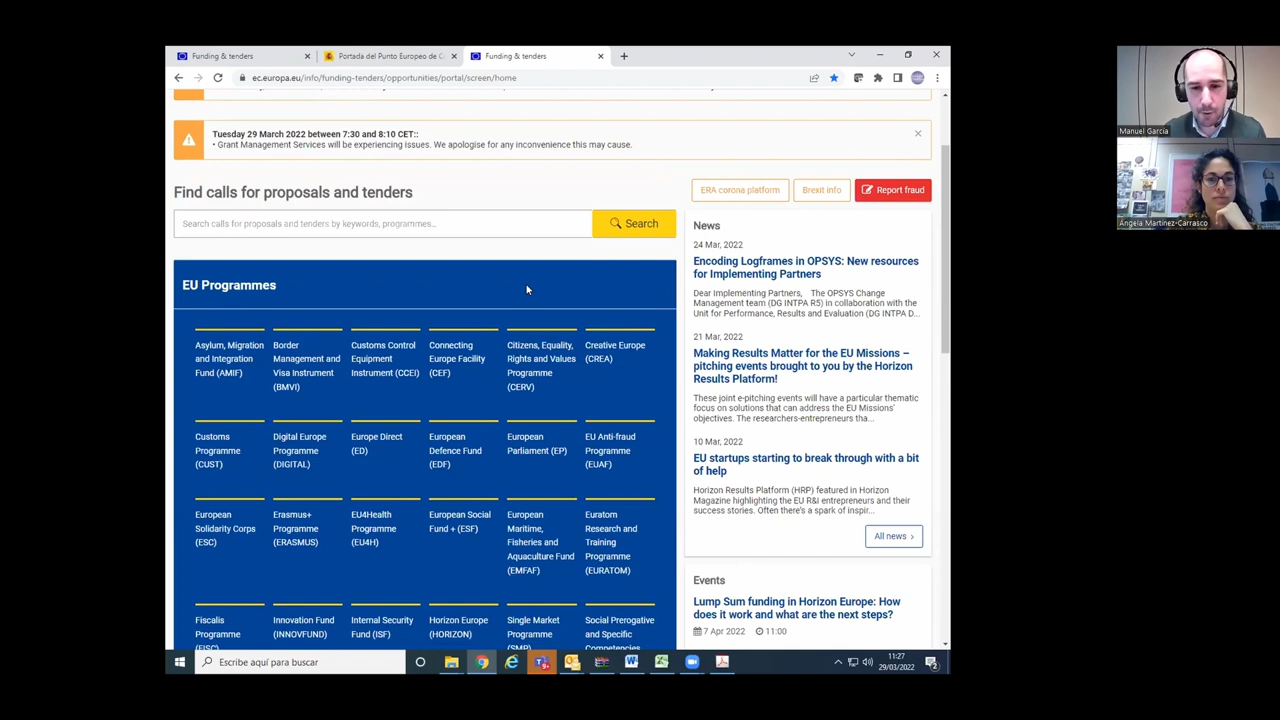 Funding & tenders
Portada del Punto Europeo de C
Funding & tenders
ec.europa.eu/info/funding-tenders/opportunities/portal/screen/home
Tuesday 29 March 2022 between 7:30 and 8:10 CET::
• Grant Management Services will be experiencing issues. We apologise for any inconvenience this may cause.
Find calls for proposals and tenders
ERA corona platform
Brexit info
Report fraud
Search calls for proposals and tenders by keywords, programmes...
Search
EU Programmes
Asylum, Migration
and Integration
Fund (AMIF)
Border
Management and
Visa Instrument
(BMVI)
Customs Control
Equipment
Instrument (CCEI)
Connecting
Europe Facility
(CEF)
Citizens, Equality,
Rights and Values
Programme
(CERV)
Creative Europe
(CREA)
Customs
Programme
(CUST)
Digital Europe
Programme
(DIGITAL)
Europe Direct
(ED)
European
Defence Fund
(EDF)
European
Parliament (EP)
EU Anti-fraud
Programme
(EUAF)
European
Solidarity Corps
(ESC)
Erasmus+
Programme
(ERASMUS)
EU4Health
Programme
(EU4H)
European Social
Fund + (ESF)
European
Maritime,
Fisheries and
Aquaculture Fund
(EMFAF)
Euratom
Research and
Training
Programme
(EURATOM)
Fiscalis
Programme
(FISC)
Innovation Fund
(INNOVFUND)
Internal Security
Fund (ISF)
Horizon Europe
(HORIZON)
Single Market
Programme
(SMP)
Social Prerogative
and Specific
Competencies
News
24 Mar, 2022
Encoding Logframes in OPSYS: New resources
for Implementing Partners
Dear Implementing Partners, The OPSYS Change
Management team (DG INTPA R5) in collaboration with the
Unit for Performance, Results and Evaluation (DG INTPA D...
21 Mar, 2022
Making Results Matter for the EU Missions –
pitching events brought to you by the Horizon
Results Platform!
These joint e-pitching events will have a particular thematic
focus on solutions that can address the EU Missions'
objectives. The researchers-entrepreneurs tha...
10 Mar, 2022
EU startups starting to break through with a bit
of help
Horizon Results Platform (HRP) featured in Horizon
Magazine highlighting the EU R&I entrepreneurs and their
success stories. Often there's a spark of inspir...
All news
Events
Lump Sum funding in Horizon Europe: How
does it work and what are the next steps?
7 Apr 2022 11:00
Escribe aquí para buscar
11:27
29/03/2022
Manuel García
Ángela Martínez-Carrasco